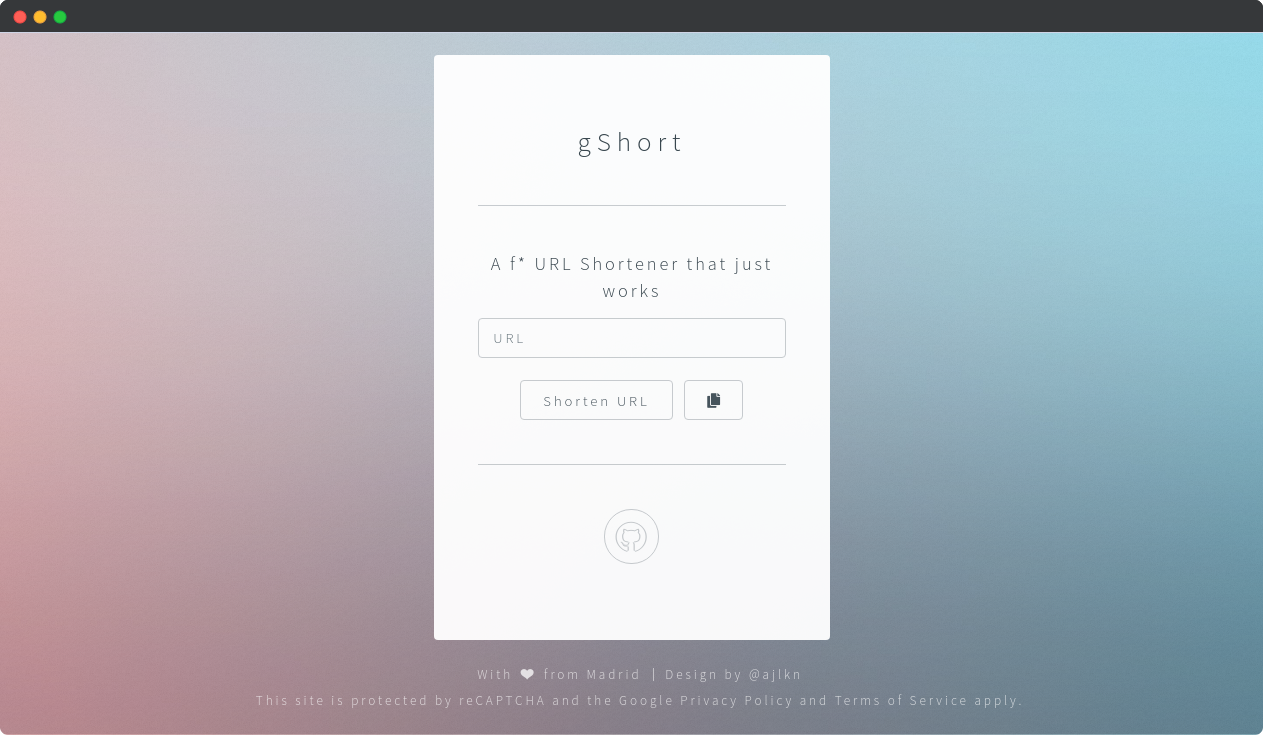 gShort
A f* URL Shortener that just
works
URL
Shorten URL
With from Madrid | Design by @ajlkn
This site is protected by reCAPTCHA and the Google Privacy Policy and Terms of Service apply.